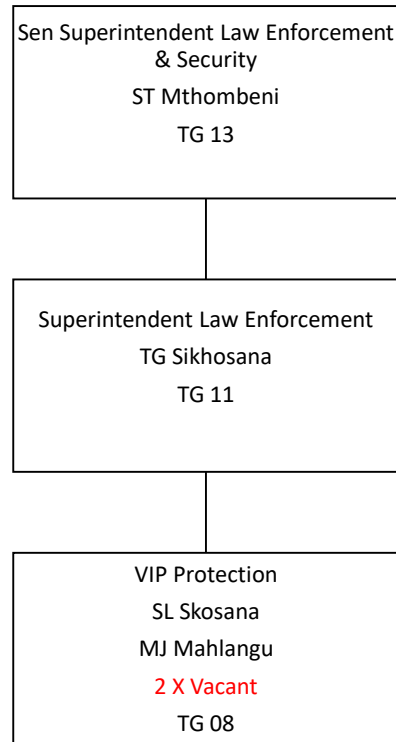 Sen Superintendent Law Enforcement
& Security
ST Mthombeni
TG 13
Superintendent Law Enforcement
TG Sikhosana
TG 11
VIP Protection
SL Skosana
MJ Mahlangu
2 X Vacant
TG 08